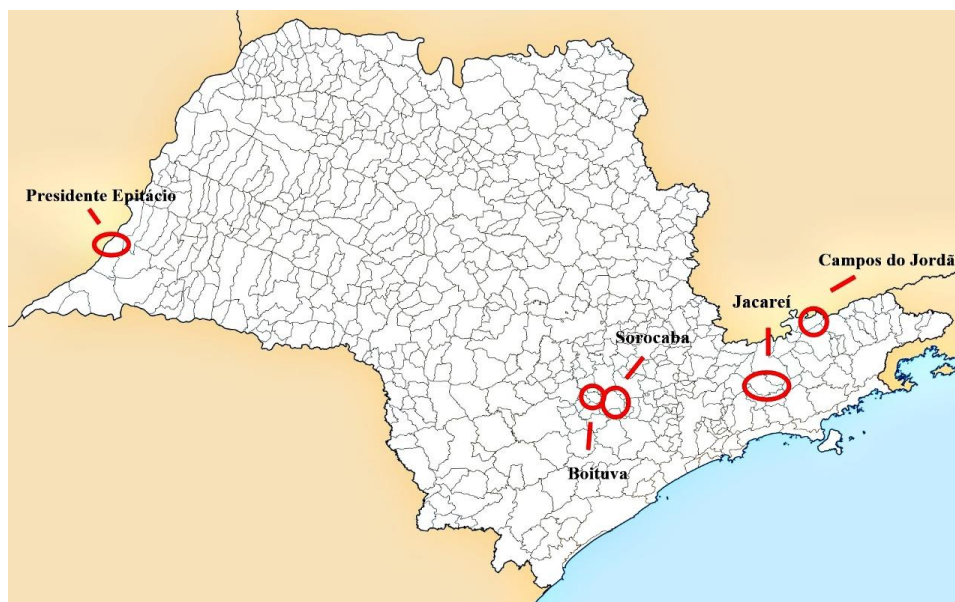 Presidente Epitácio
Campos do Jordã
Jacareí
Sorocaba
Boituva